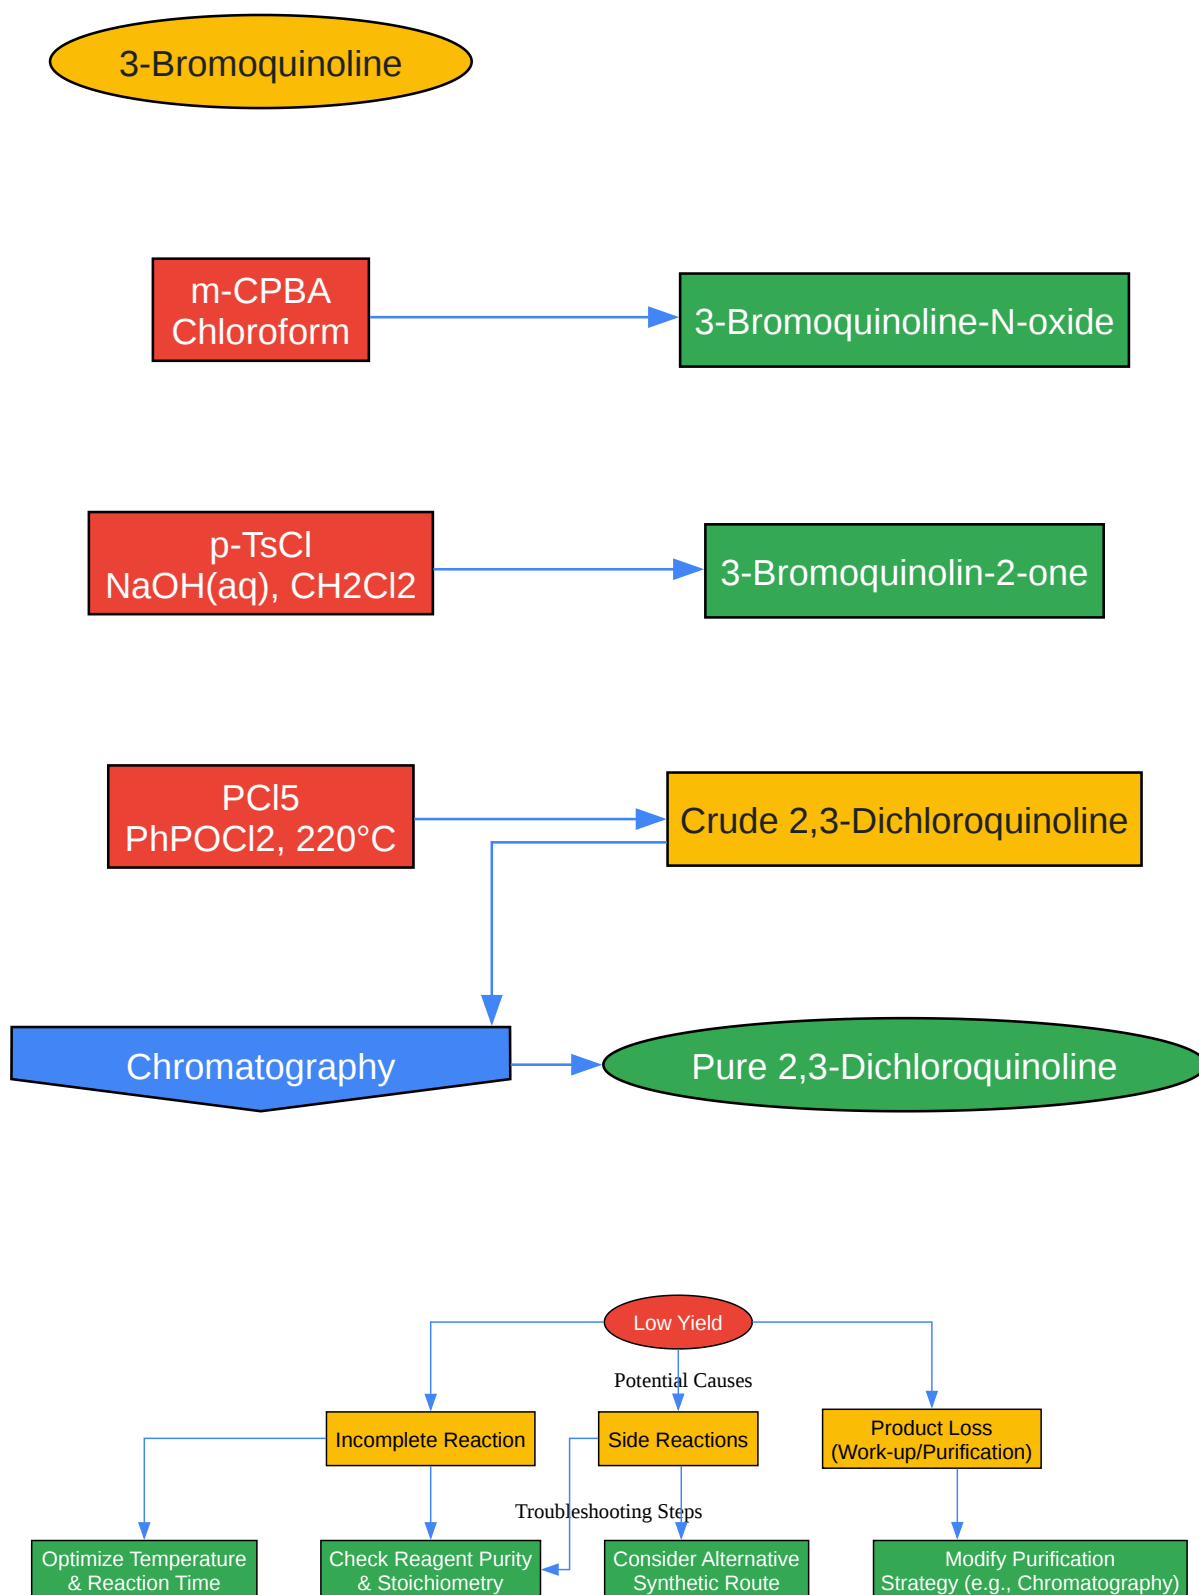 3-Bromoquinoline
m-CPBA
Chloroform
3-Bromoquinoline-N-oxide
p-TsCl
NaOH(aq), CH2Cl2
3-Bromoquinolin-2-one
PCl5
PhPOCl2, 220°C
Crude 2,3-Dichloroquinoline
Chromatography
Pure 2,3-Dichloroquinoline
Low Yield
Potential Causes
Incomplete Reaction
Side Reactions
Product Loss
(Work-up/Purification)
Troubleshooting Steps
Optimize Temperature
& Reaction Time
Check Reagent Purity
& Stoichiometry
Consider Alternative
Synthetic Route
Modify Purification
Strategy (e.g., Chromatography)